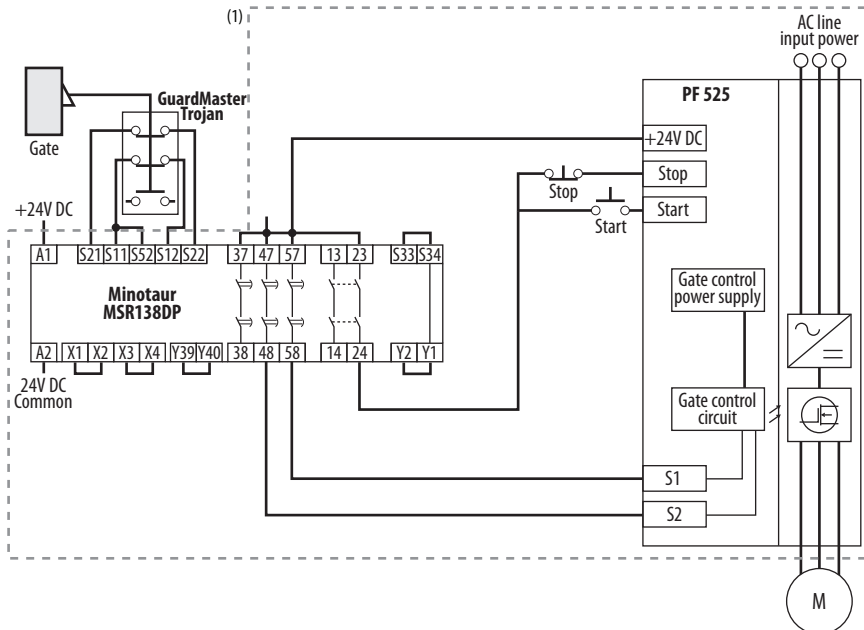 (1)
AC line
input power
GuardMaster
Trojan
Gate
PF 525
+24V DC
Stop
Start
Stop
Start
+24V DC
A1
S21 S11 S52 S12 S22
37 47 57
13 23
S33 S34
Minotaur
MSR138DP
A2
X1 X2 X3 X4 Y39 Y40
38 48 58
14 24
Y2 Y1
24V DC
Common
Gate control
power supply
Gate control
circuit
S1
S2
M